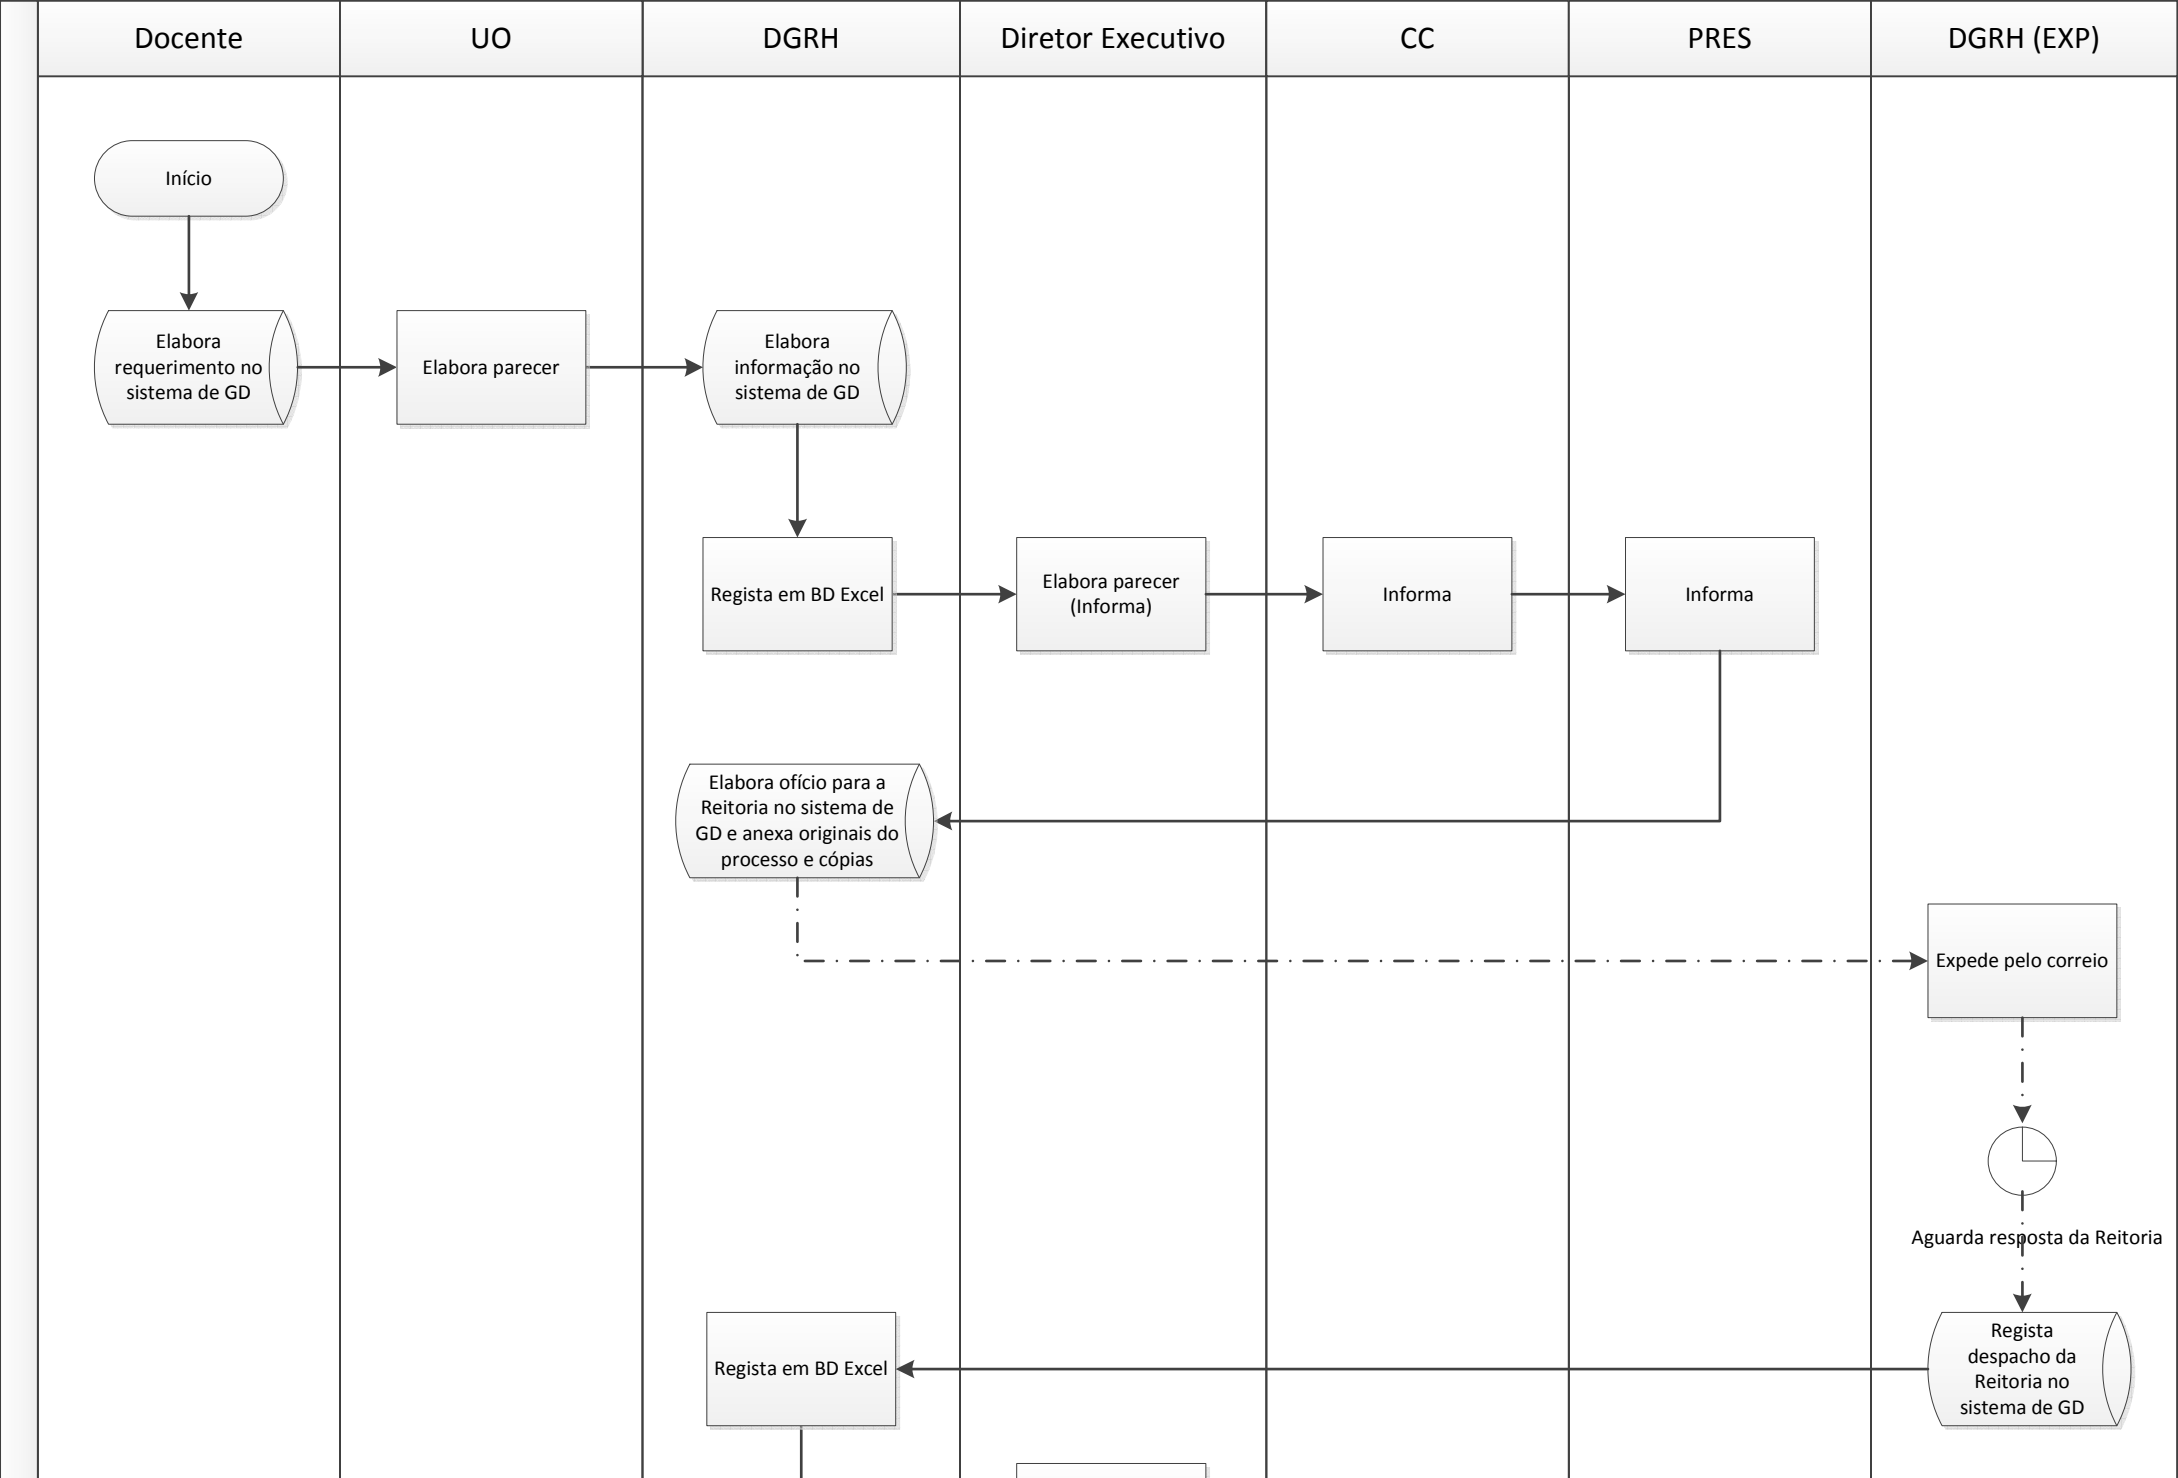 Docente
UO
DGRH
Diretor Executivo
CC
PRES
DGRH (EXP)
Início
Elabora
requerimento no
sistema de GD
Elabora parecer
Elabora
informação no
sistema de GD
Regista em BD Excel
Elabora parecer
(Informa)
Informa
Informa
Elabora ofício para a
Reitoria no sistema de
GD e anexa originais do
processo e cópias
Expede pelo correio
Aguarda resposta da Reitoria
Regista
despacho da
Reitoria no
sistema de GD
Regista em BD Excel